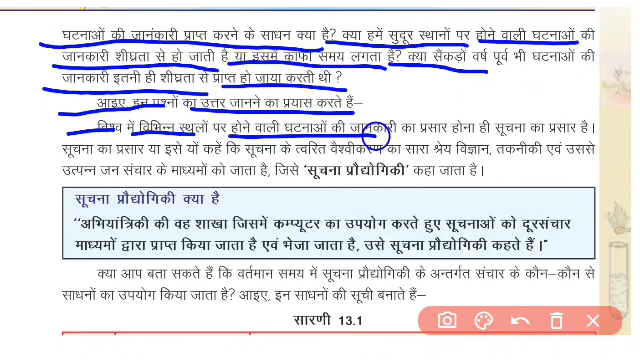 घटनाओं की जानकारी प्राप्त करने के साधन क्या है? क्या हमें सुदूर स्थानों पर होने वाली घटनाओं की
जानकारी शीघ्रता से हो जाती है या इसमें काफी समय लगता है? क्या सैंकड़ों वर्ष पूर्व भी घटनाओं की
जानकारी इतनी ही शीघ्रता से प्राप्त हो जाया करती थी ?
आइए, इन प्रश्नों का उत्तर जानने का प्रयास करते हैं–
विश्व में विभिन्न स्थलों पर होने वाली घटनाओं की जानकारी का प्रसार होना ही सूचना का प्रसार है।
सूचना का प्रसार या इसे यों कहें कि सूचना के त्वरित वैश्वीकरण का सारा श्रेय विज्ञान, तकनीकी एवं उससे
उत्पन्न जन संचार के माध्यमों को जाता है, जिसे 'सूचना प्रौद्योगिकी' कहा जाता है।
सूचना प्रौद्योगिकी क्या है
"अभियांत्रिकी की वह शाखा जिसमें कम्प्यूटर का उपयोग करते हुए सूचनाओं को दूरसंचार
माध्यमों द्वारा प्राप्त किया जाता है एवं भेजा जाता है, उसे सूचना प्रौद्योगिकी कहते हैं।"
क्या आप बता सकते हैं कि वर्तमान समय में सूचना प्रौद्योगिकी के अन्तर्गत संचार के कौन–कौन से
साधनों का उपयोग किया जाता है? आइए, इन साधनों की सूची बनाते हैं–
सारणी 13.1